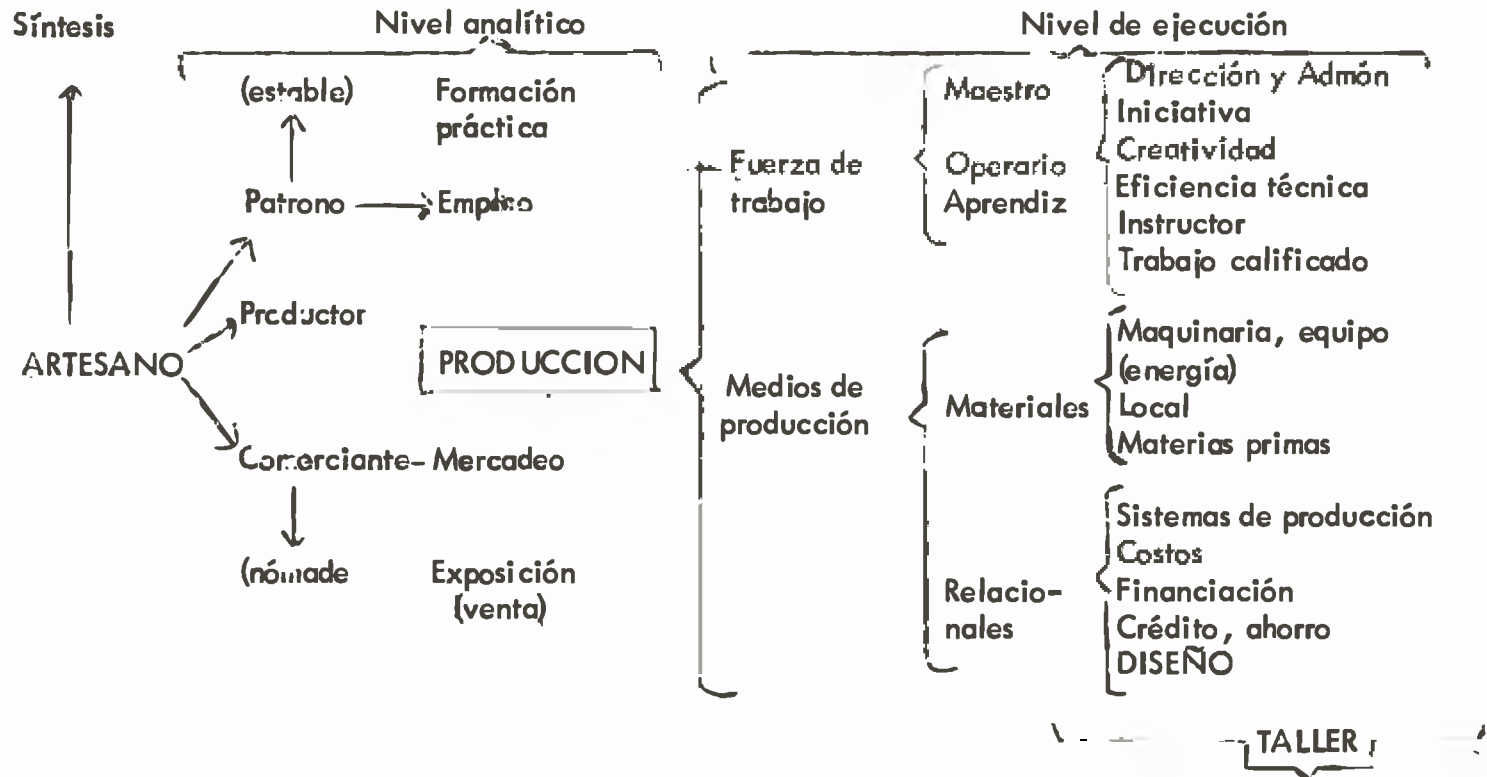 Síntesis
Nivel analítico
Nivel de ejecución
(estable)
Formación
práctica
Patrono
Empleo
Productor
ARTESANO
PRODUCCION
Comerciante- Mercadeo
(nómade
Exposición
(venta)
Fuerza de
trabajo
Medios de
producción
Maestro
Operario
Aprendiz
Dirección y Admón
Iniciativa
Creatividad
Eficiencia técnica
Instructor
Trabajo calificado
Materiales
Maquinaria, equipo
(energía)
Local
Materias primas
Relacio-
nales
Sistemas de producción
Costos
Financiación
Crédito, ahorro
DISEÑO
TALLER